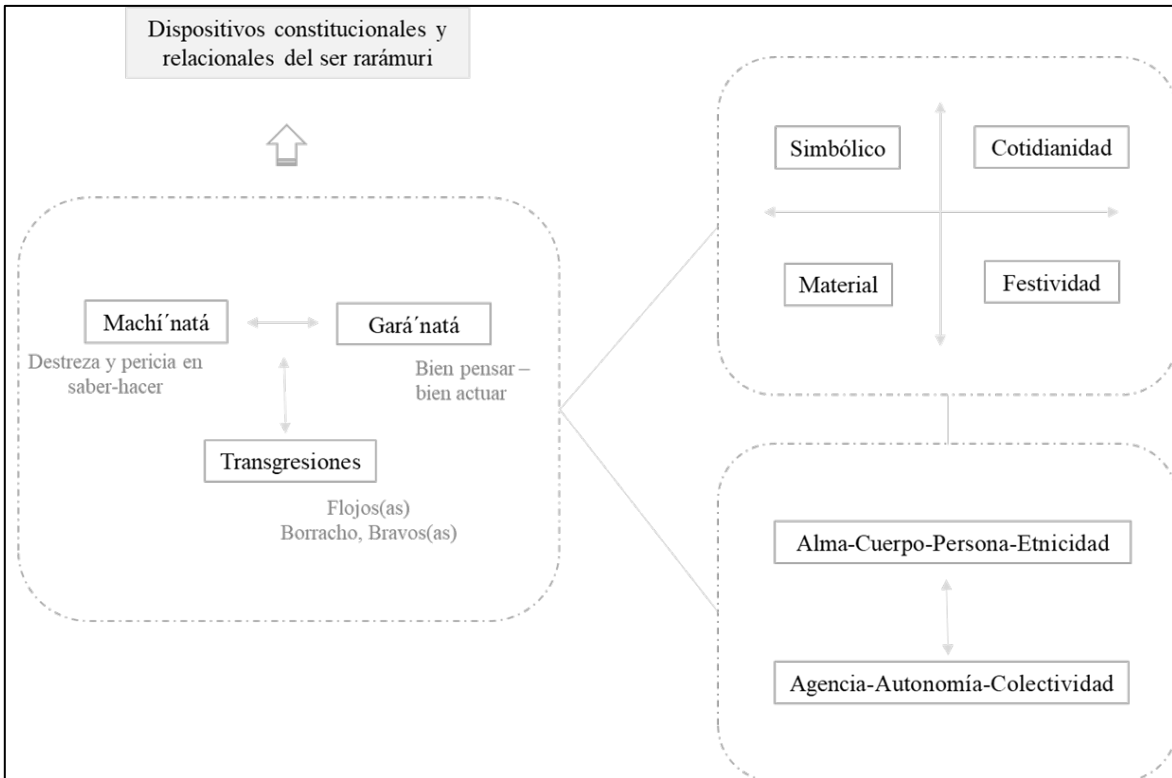 Dispositivos constitucionales y
relacionales del ser rarámuri
Machí´natá
Gará´natá
Destreza y pericia en
saber-hacer
Bien pensar –
bien actuar
Transgresiones
Flojos(as)
Borracho, Bravos(as)
Simbólico
Cotidianidad
Material
Festividad
Alma-Cuerpo-Persona-Etnicidad
Agencia-Autonomía-Colectividad